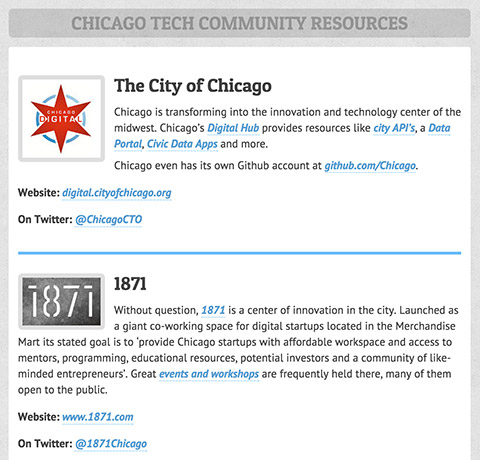 CHICAGO TECH COMMUNITY RESOURCES
CHICAGO
DIGITAL
The City of Chicago
Chicago is transforming into the innovation and technology center of the
midwest. Chicago's Digital Hub provides resources like city API's, a Data
Portal, Civic Data Apps and more.
Chicago even has its own Github account at github.com/Chicago.
Website: digital.cityofchicago.org
On Twitter: @ChicagoCTO
1871
1871
Without question, 1871 is a center of innovation in the city. Launched as
a giant co-working space for digital startups located in the Merchandise
Mart its stated goal is to ‘provide Chicago startups with affordable workspace and access to
mentors, programming, educational resources, potential investors and a community of like-
minded entrepreneurs’. Great events and workshops are frequently held there, many of them
open to the public.
Website: www.1871.com
On Twitter: @1871Chicago